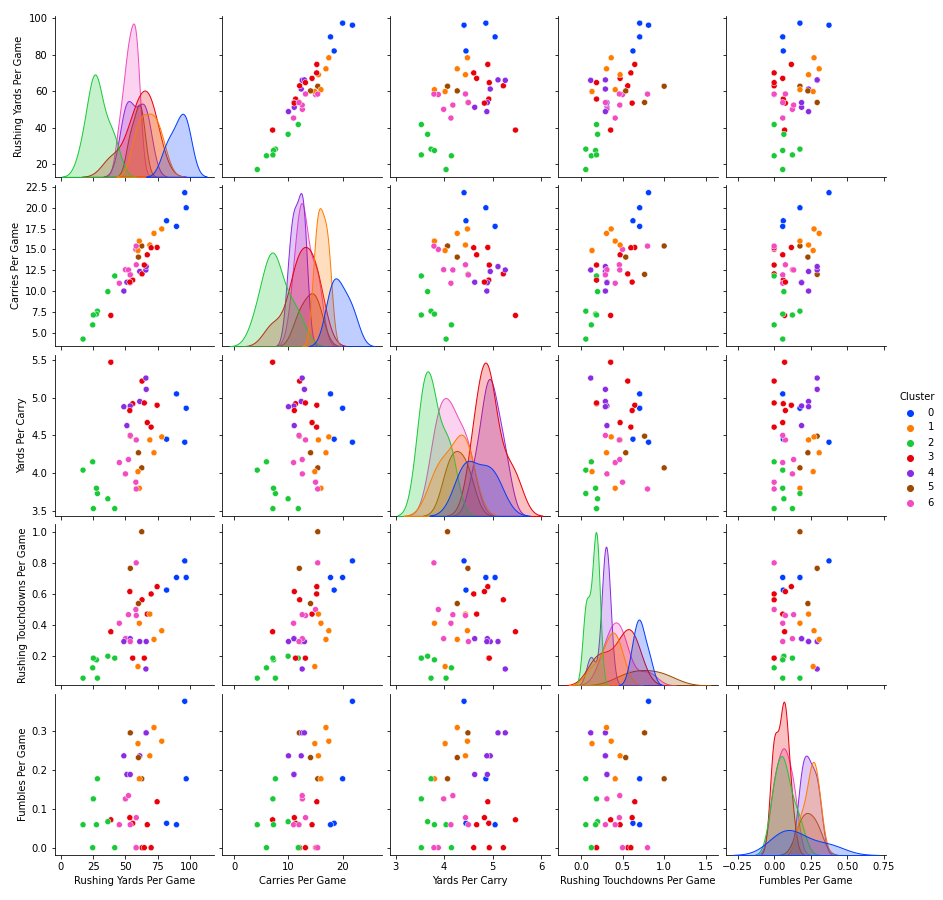 100
80
60
40
20
Rushing Yards Per Game
22.5
20.0
17.5
15.0
12.5
10.0
7.5
5.0
Carries Per Game
5.5
5.0
4.5
4.0
3.5
Yards Per Carry
1.0
0.8
0.6
0.4
0.2
Rushing Touchdowns Per Game
0.3
0.2
0.1
0.0
Fumbles Per Game
0 25 50 75 100
Rushing Yards Per Game
0 10 20
Carries Per Game
3 4 5 6
Yards Per Carry
0.0 0.5 1.0 1.5
Rushing Touchdowns Per Game
−0.25 0.00 0.25 0.50 0.75
Fumbles Per Game
Cluster
0
1
2
3
4
5
6